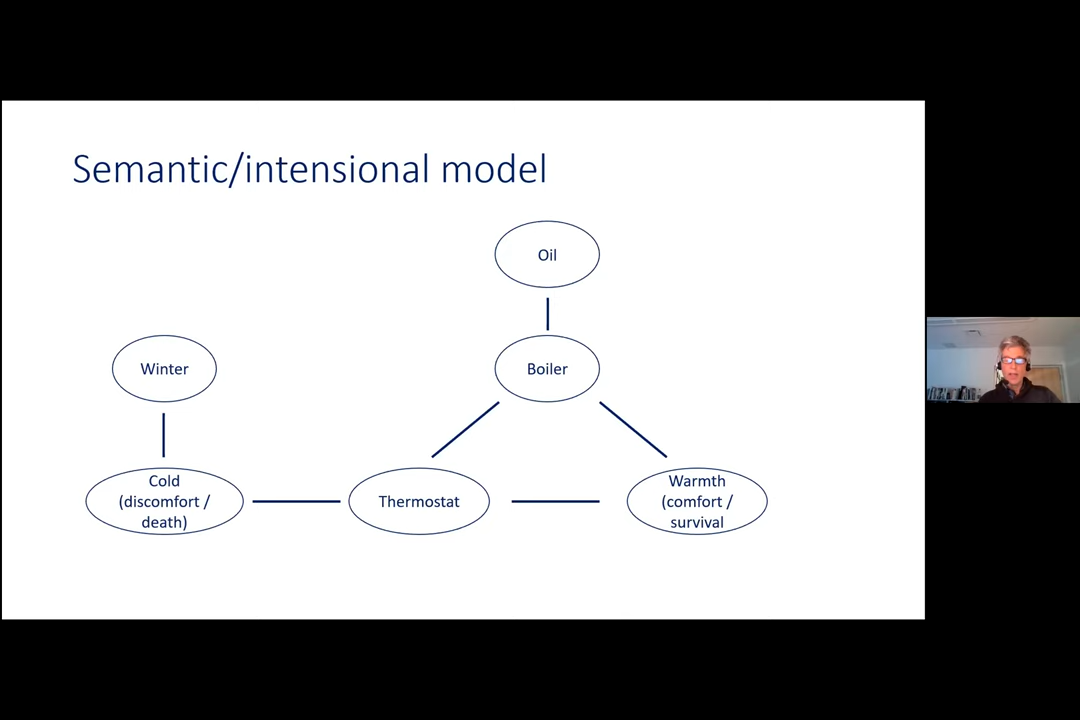 Semantic/intensional model
Oil
Winter
Boiler
Cold
(discomfort /
death)
Thermostat
Warmth
(comfort /
survival